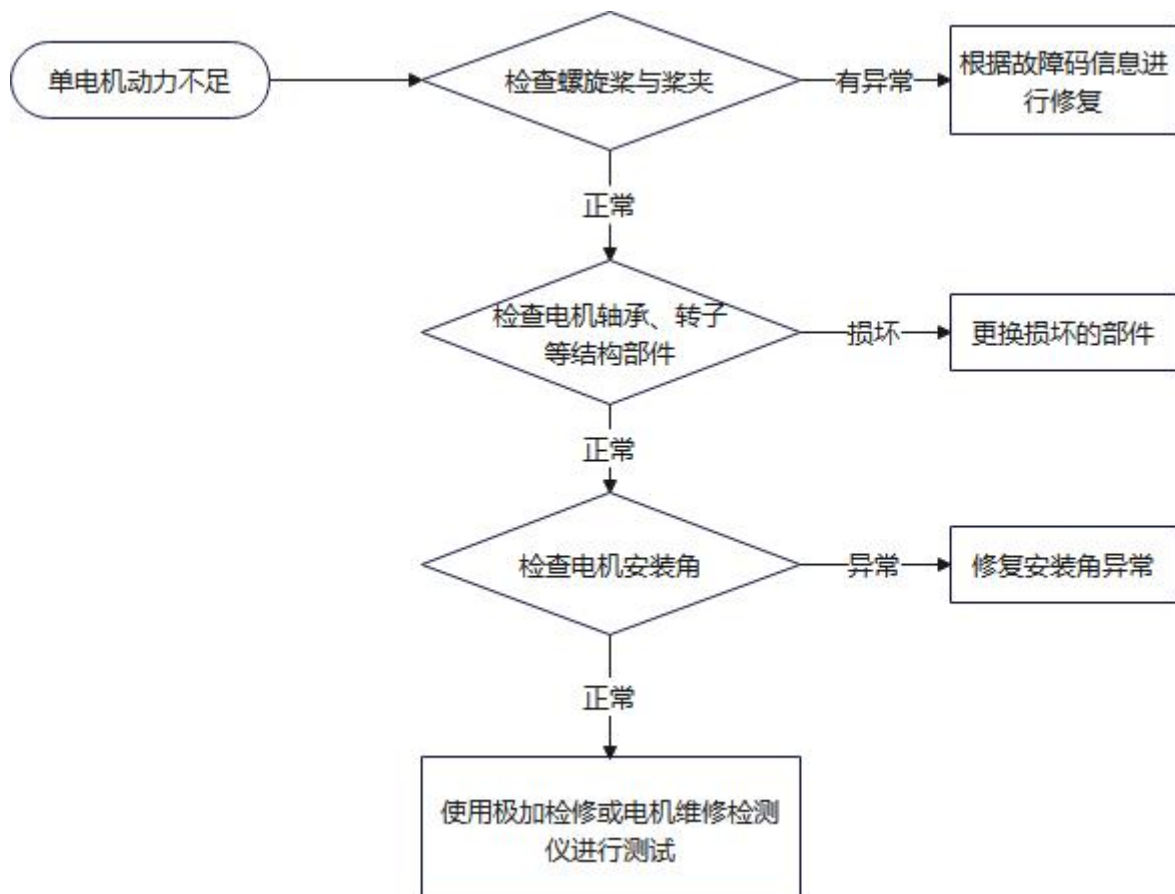 单电机动力不足
检查螺旋桨与桨夹
有异常
根据故障码信息进
行修复
正常
检查电机轴承、转子
等结构部件
损坏
更换损坏的部件
正常
检查电机安装角
异常
修复安装角异常
正常
使用极加检修或电机维修检测
仪进行测试